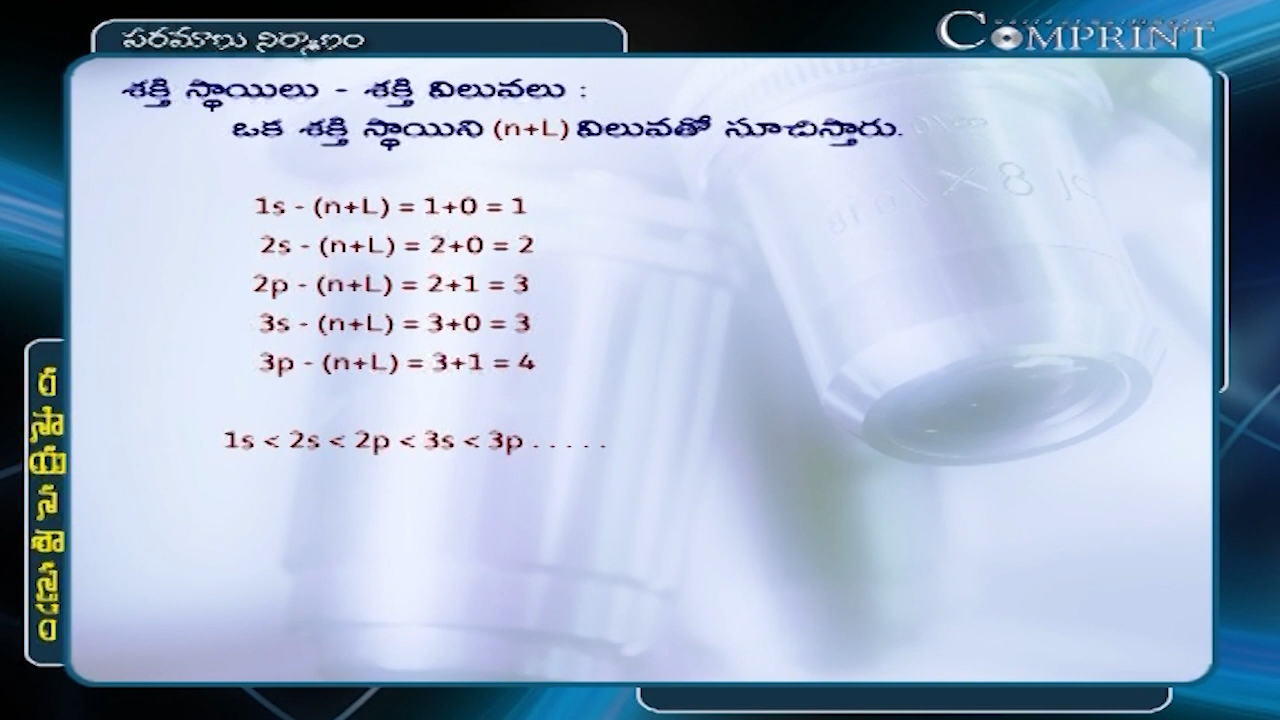 పరమాణు నిర్మాణం
COMPRINT
శక్తి స్థాయిలు - శక్తి విలువలు :
ఒక శక్తి స్థాయిని (n+L) విలువతో సూచిస్తారు.
1s - (n+L) = 1+0 = 1
2s - (n+L) = 2+0 = 2
2p - (n+L) = 2+1 = 3
3s - (n+L) = 3+0 = 3
3p - (n+L) = 3+1 = 4
1s < 2s < 2p < 3s < 3p . . . . .
రసాయన శాస్త్రం